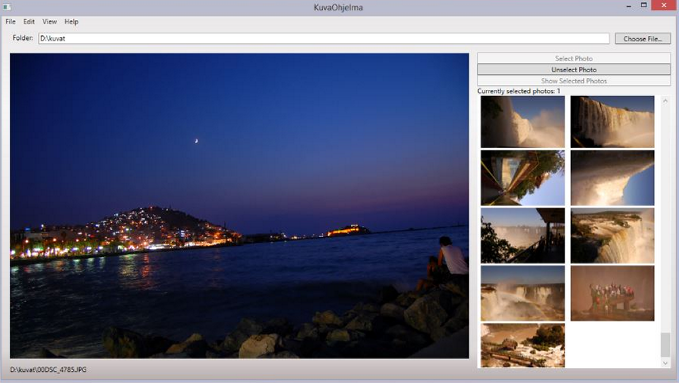 KuvaOhjelma
File Edit View Help
Folder: D:\kuvat Choose File...
Select Photo
Unselect Photo
Show Selected Photos
Currently selected photos: 1
D:\kuvat\00DSC_4785.JPG